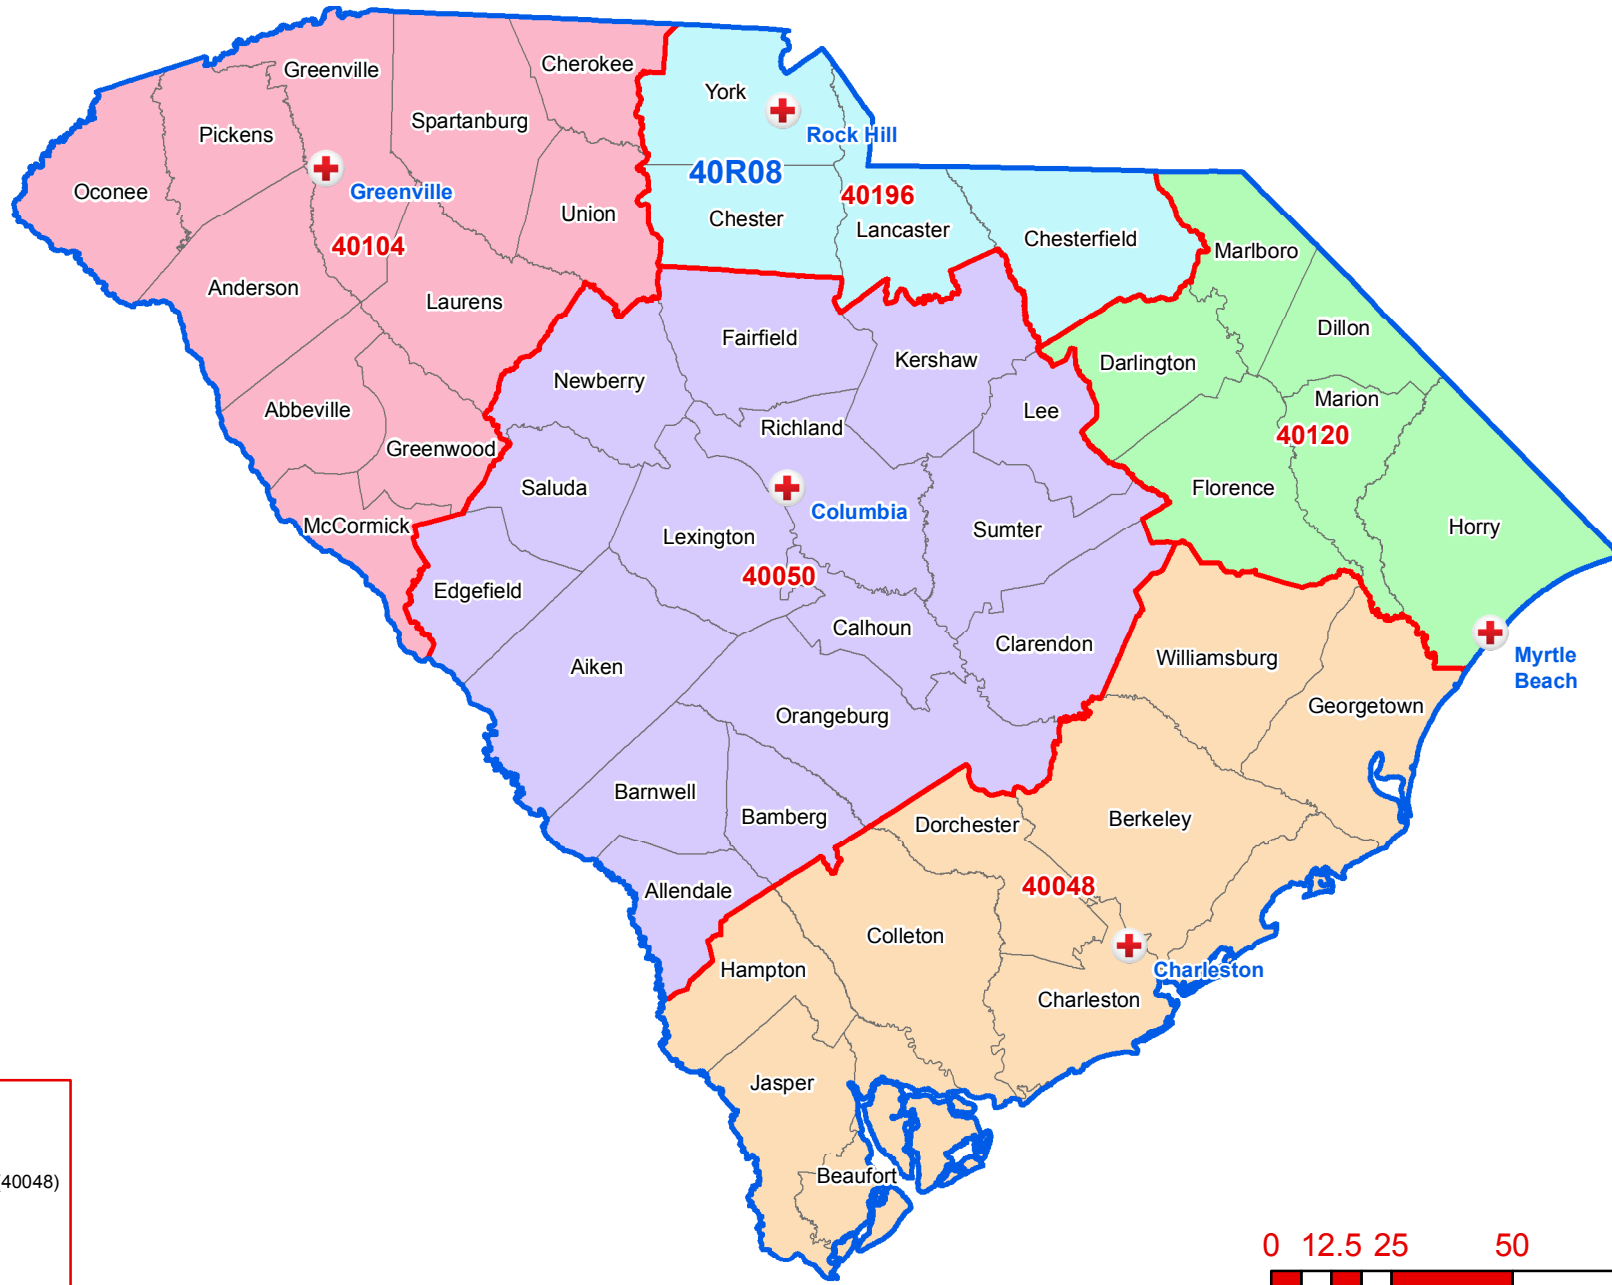 Cherokee
Greenville
York
Spartanburg
Pickens
Rock Hill
40R08
Oconee
Greenville
40196
Union
Chester
Lancaster
Chesterfield
40104
Marlboro
Anderson
Laurens
Dillon
Fairfield
Kershaw
Darlington
Newberry
Marion
Abbeville
Lee
Richland
40120
Greenwood
Saluda
Florence
Columbia
McCormick
Lexington
Sumter
Horry
40050
Edgefield
Calhoun
Clarendon
Williamsburg
Myrtle
Beach
Aiken
Georgetown
Orangeburg
Barnwell
Bamberg
Dorchester
Berkeley
Allendale
40048
Colleton
Hampton
Charleston
Charleston
Jasper
Beaufort
40048)
0 12.5 25 50